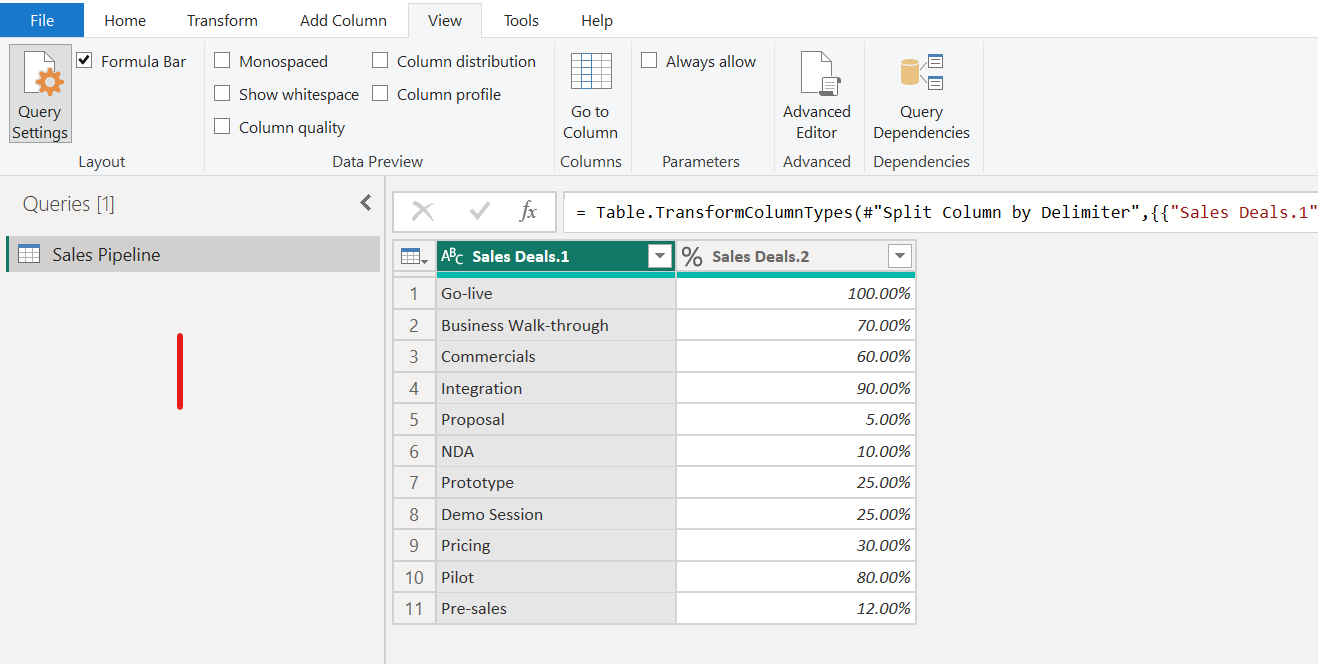 File Home Transform Add Column View Tools Help
Query Settings
Formula Bar
Layout
Monospaced
Show whitespace
Column quality
Column distribution
Column profile
Data Preview
Go to Column
Columns
Always allow
Parameters
Advanced Editor
Advanced
Query Dependencies
Dependencies
Queries [1]
Sales Pipeline
fx = Table.TransformColumnTypes(#"Split Column by Delimiter",{{"Sales Deals.1"
ABC Sales Deals.1 % Sales Deals.2
1 Go-live 100.00%
2 Business Walk-through 70.00%
3 Commercials 60.00%
4 Integration 90.00%
5 Proposal 5.00%
6 NDA 10.00%
7 Prototype 25.00%
8 Demo Session 25.00%
9 Pricing 30.00%
10 Pilot 80.00%
11 Pre-sales 12.00%